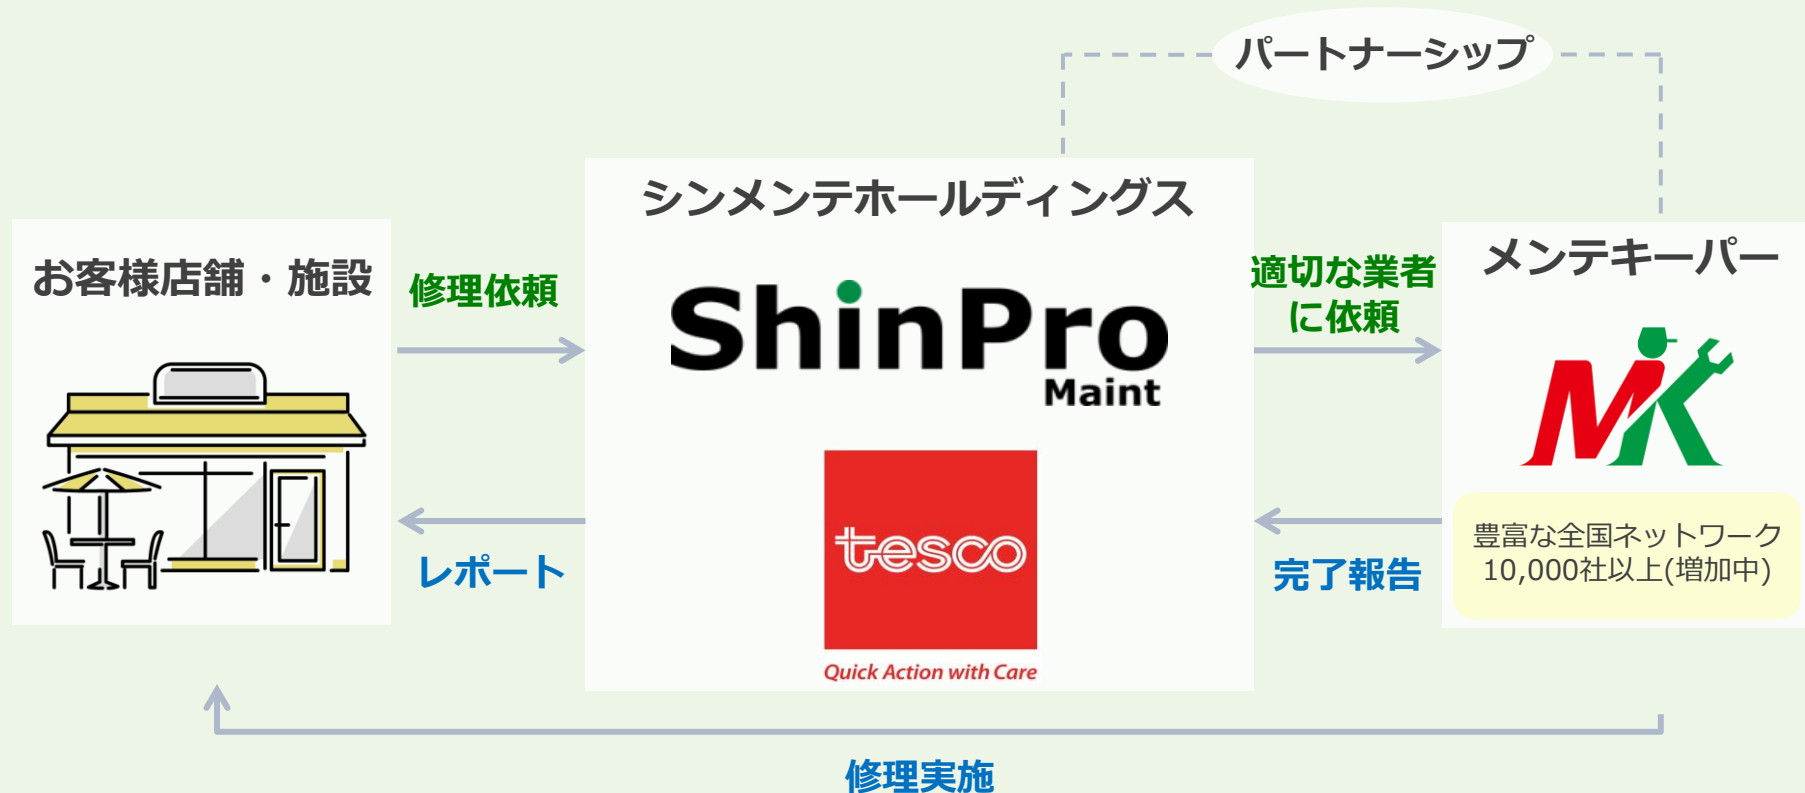 パートナーシップ
シンメンテホールディングス
お客様店舗・施設
修理依頼
ShinPro
Maint
適切な業者
に依頼
メンテキーパー
MK
tesco
Quick Action with Care
レポート
完了報告
豊富な全国ネットワーク
10,000社以上(増加中)
修理実施